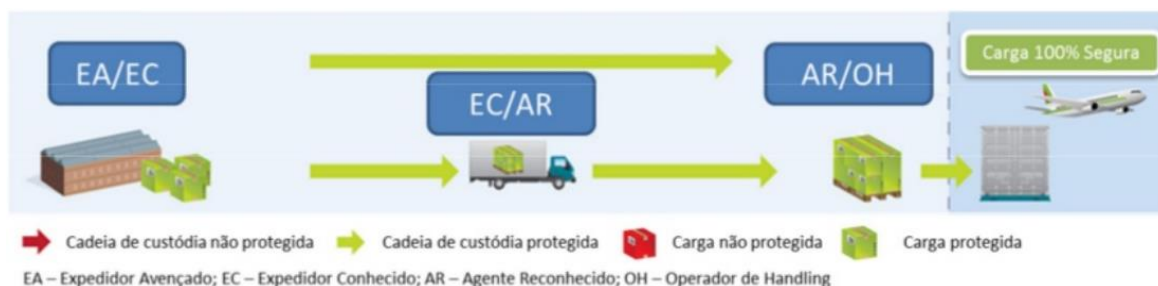 EA/EC
EC/AR
AR/OH
Carga 100% Segura
Cadeia de custódia não protegida
Cadeia de custódia protegida
Carga não protegida
Carga protegida
EA – Expedidor Avençado; EC – Expedidor Conhecido; AR – Agente Reconhecido; OH – Operador de Handling